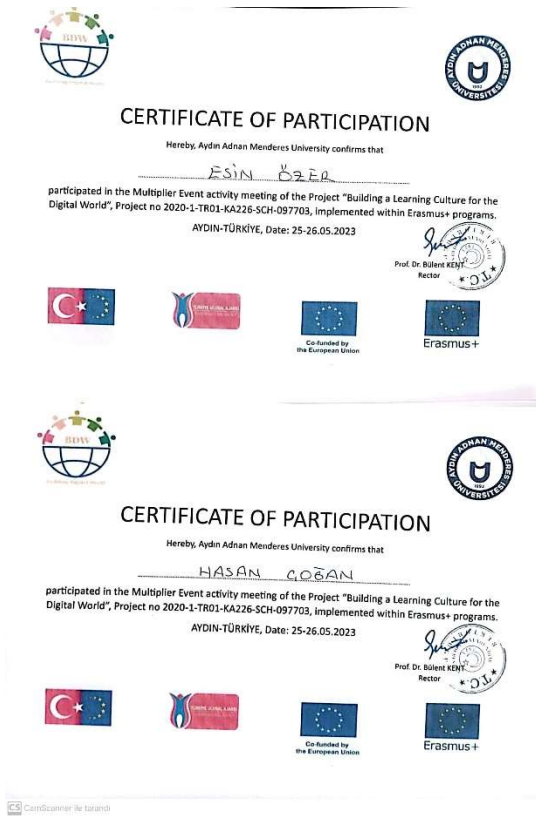 BDW
AYDIN ADNAN MENDERES ÜNİVERSİTESİ
1992
CERTIFICATE OF PARTICIPATION
Hereby, Aydın Adnan Menderes University confirms that
ESİN ÖZER
participated in the Multiplier Event activity meeting of the Project "Building a Learning Culture for the
Digital World", Project no 2020-1-TR01-KA226-SCH-097703, implemented within Erasmus+ programs.
AYDIN-TÜRKİYE, Date: 25-26.05.2023
Prof. Dr. Bülent KENT
Rector
T.C.
Co-funded by
the European Union
Erasmus+
BDW
AYDIN ADNAN MENDERES ÜNİVERSİTESİ
1992
CERTIFICATE OF PARTICIPATION
Hereby, Aydın Adnan Menderes University confirms that
HASAN ÇOĞAN
participated in the Multiplier Event activity meeting of the Project "Building a Learning Culture for the
Digital World", Project no 2020-1-TR01-KA226-SCH-097703, implemented within Erasmus+ programs.
AYDIN-TÜRKİYE, Date: 25-26.05.2023
Prof. Dr. Bülent KENT
Rector
T.C.
Co-funded by
the European Union
Erasmus+
CS CamScanner ile tarandı